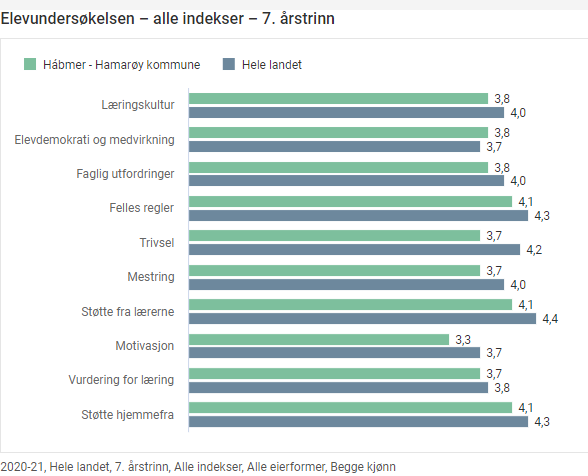 Elevundersøkelsen – alle indekser – 7. årstrinn
Hábmer - Hamarøy kommune Hele landet
Læringskultur 3,8
4,0
Elevdemokrati og medvirkning 3,8
3,7
Faglig utfordringer 3,8
4,0
Felles regler 4,1
4,3
Trivsel 3,7
4,2
Mestring 3,7
4,0
Støtte fra lærerne 4,1
4,4
Motivasjon 3,3
3,7
Vurdering for læring 3,7
3,8
Støtte hjemmefra 4,1
4,3
2020-21, Hele landet, 7. årstrinn, Alle indekser, Alle eierformer, Begge kjønn